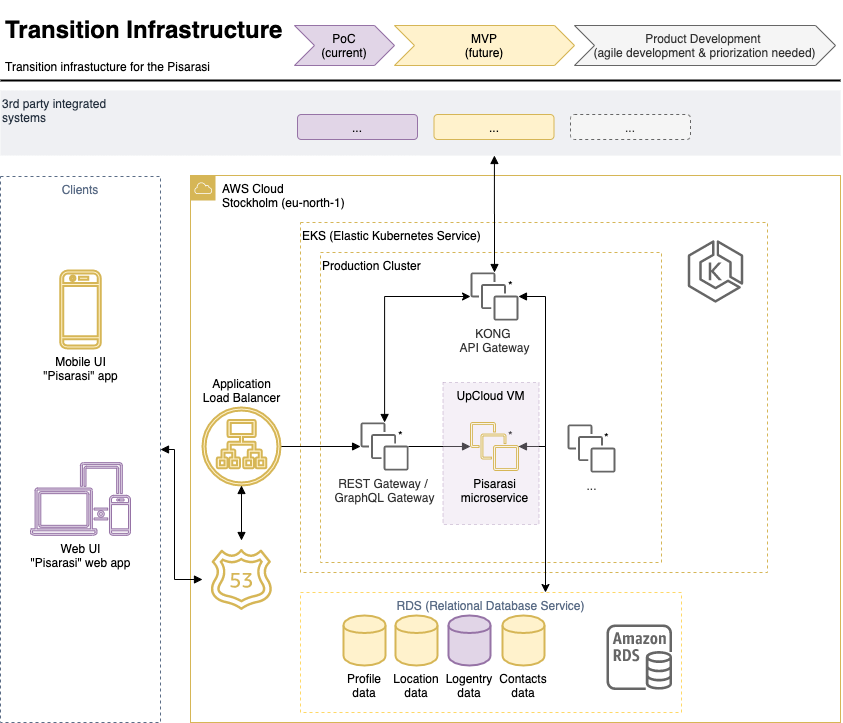 Transition Infrastructure
Transition infrastucture for the Pisarasi
PoC
(current)
MVP
(future)
Product Development
(agile development & priorization needed)
3rd party integrated
systems
...
...
...
Clients
Mobile UI
"Pisarasi" app
Web UI
"Pisarasi" web app
AWS Cloud
Stockholm (eu-north-1)
EKS (Elastic Kubernetes Service)
Production Cluster
K
*
KONG
API Gateway
Application
Load Balancer
UpCloud VM
*
REST Gateway /
GraphQL Gateway
*
Pisarasi
microservice
*
...
53
RDS (Relational Database Service)
Profile
data
Location
data
Logentry
data
Contacts
data
Amazon
RDS